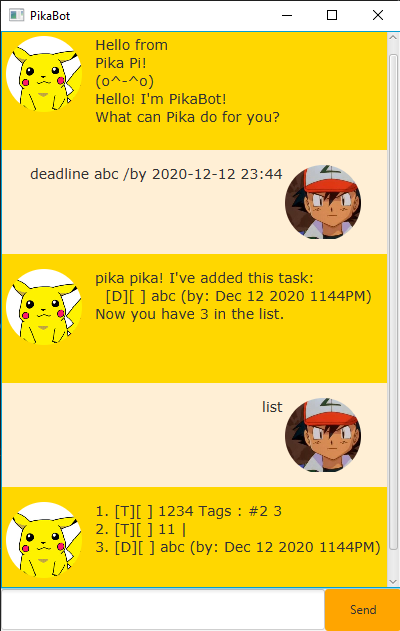 PikaBot
Hello from
Pika Pi!
(o^-^o)
Hello! I'm PikaBot!
What can Pika do for you?
deadline abc /by 2020-12-12 23:44
pika pika! I've added this task:
  [D][ ] abc (by: Dec 12 2020 1144PM)
Now you have 3 in the list.
list
1. [T][ ] 1234 Tags : #2 3
2. [T][ ] 11 |
3. [D][ ] abc (by: Dec 12 2020 1144PM)
Send